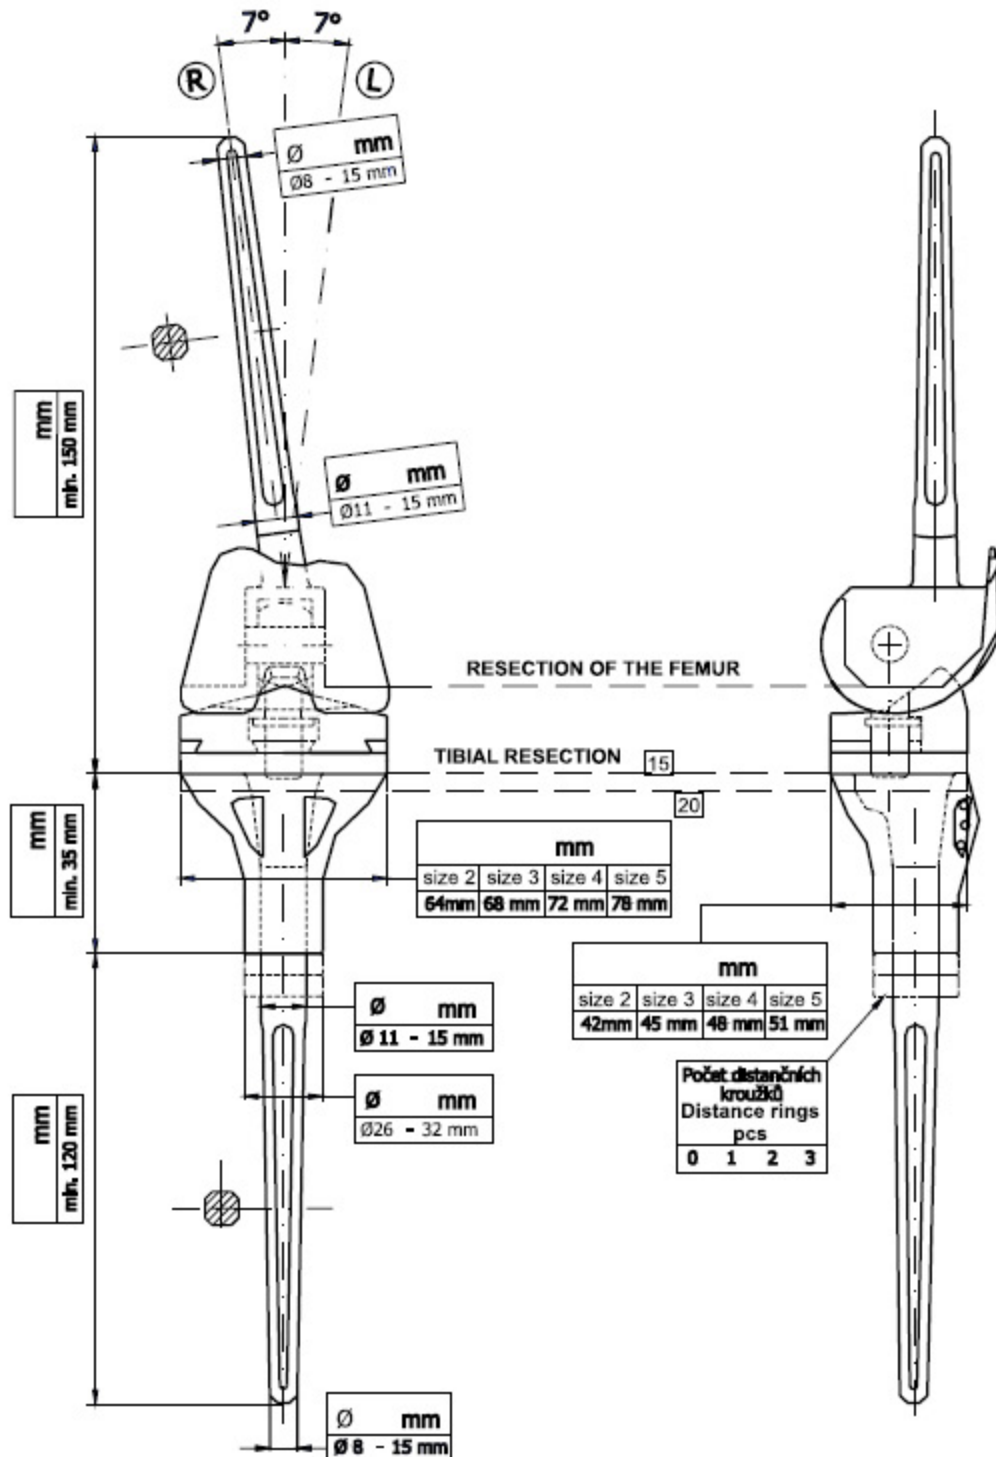 7° 7°
R L
Ø mm
Ø8 - 15 mm
mm
min. 150 mm
Ø mm
Ø11 - 15 mm
RESECTION OF THE FEMUR
TIBIAL RESECTION 15
20
mm
min. 35 mm
mm
size 2 size 3 size 4 size 5
64mm 68 mm 72 mm 78 mm
mm
size 2 size 3 size 4 size 5
42mm 45 mm 48 mm 51 mm
Ø mm
Ø 11 - 15 mm
Ø mm
Ø26 - 32 mm
Počet distančních
kroužků
Distance rings
pcs
0 1 2 3
mm
min. 120 mm
Ø mm
Ø 8 - 15 mm